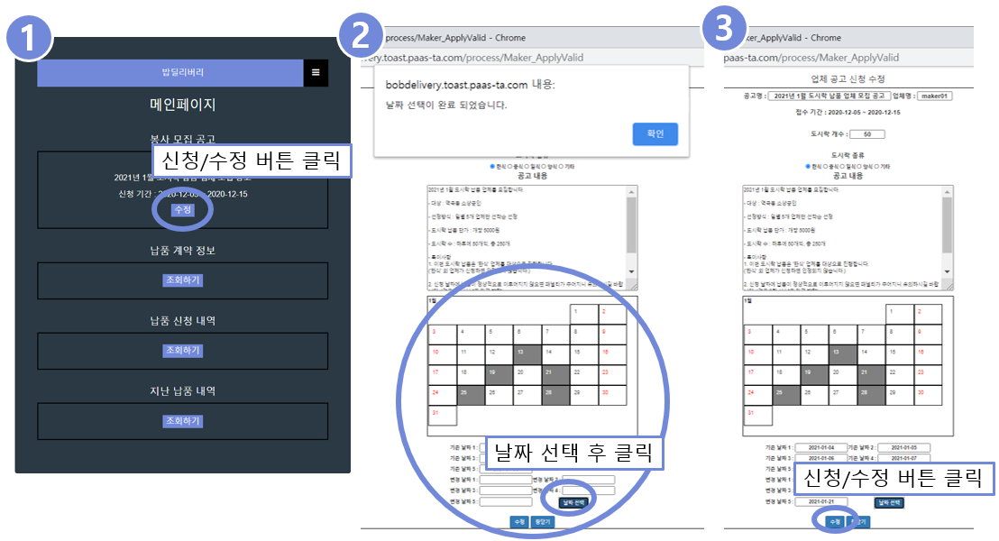 1
밥딜리버리
메인페이지
봉사 모집 공고
신청/수정 버튼 클릭
2021년 1월 도시락
신청 기간 : 2020-12-05 ~ 2020-12-15
수정
납품 계약 정보
조회하기
납품 신청 내역
조회하기
지난 납품 내역
조회하기
2
process/Maker_ApplyValid - Chrome
very.toast.paas-ta.com/process/Maker_ApplyValid
bobdelivery.toast.paas-ta.com 내용:
날짜 선택이 완료 되었습니다.
확인
한식 중식 일식 양식 기타
공고 내용
2021년 1월 도시락 납품 업체를 모집합니다.
- 대상 : 역곡동 소상공인
- 선정방식 : 일별 5개 업체만 선착순 선정
- 도시락 납품 단가 : 개당 5000원
- 도시락 수 : 하루에 50개씩, 총 250개
- 특이사항
1. 이번 도시락 납품은 '한식' 업체를 대상으로 진행합니다.
('한식' 외 업체가 신청하면 인정되지 않습니다.)
2. 신청 날짜에 납품이 정상적으로 이루어지지 않으면 패널티가 주어지니 유의하시길 바랍
1월
1 2
3 4 5 6 7 8 9
10 11 12 13 14 15 16
17 18 19 20 21 22 23
24 25 26 27 28 29 30
31
기존 날짜 1 :
기존 날짜 3 :
기존 날짜 5 :
날짜 선택 후 클릭
변경 날짜 1 : 변경 날짜 2 :
변경 날짜 3 : 변경 날짜 4 :
변경 날짜 5 : 날짜 선택
수정 창닫기
3
ker_ApplyValid - Chrome
paas-ta.com/process/Maker_ApplyValid
업체 공고 신청 수정
공고명 : 2021년 1월 도시락 납품 업체 모집 공고 업체명 : maker01
접수 기간 : 2020-12-05 ~ 2020-12-15
도시락 개수 : 50
도시락 종류
한식 중식 일식 양식 기타
공고 내용
2021년 1월 도시락 납품 업체를 모집합니다.
- 대상 : 역곡동 소상공인
- 선정방식 : 일별 5개 업체만 선착순 선정
- 도시락 납품 단가 : 개당 5000원
- 도시락 수 : 하루에 50개씩, 총 250개
- 특이사항
1. 이번 도시락 납품은 '한식' 업체를 대상으로 진행합니다.
('한식' 외 업체가 신청하면 인정되지 않습니다.)
2. 신청 날짜에 납품이 정상적으로 이루어지지 않으면 패널티가 주어지니 유의하시길 바랍
1월
1 2
3 4 5 6 7 8 9
10 11 12 13 14 15 16
17 18 19 20 21 22 23
24 25 26 27 28 29 30
31
기존 날짜 1 : 2021-01-04 기존 날짜 2 : 2021-01-05
기존 날짜 3 : 2021-01-06 기존 날짜 4 : 2021-01-07
기존 날짜 5 :
신청/수정 버튼 클릭
변경 날짜 1 :
변경 날짜 3 :
변경 날짜 5 : 2021-01-21 날짜 선택
수정 창닫기